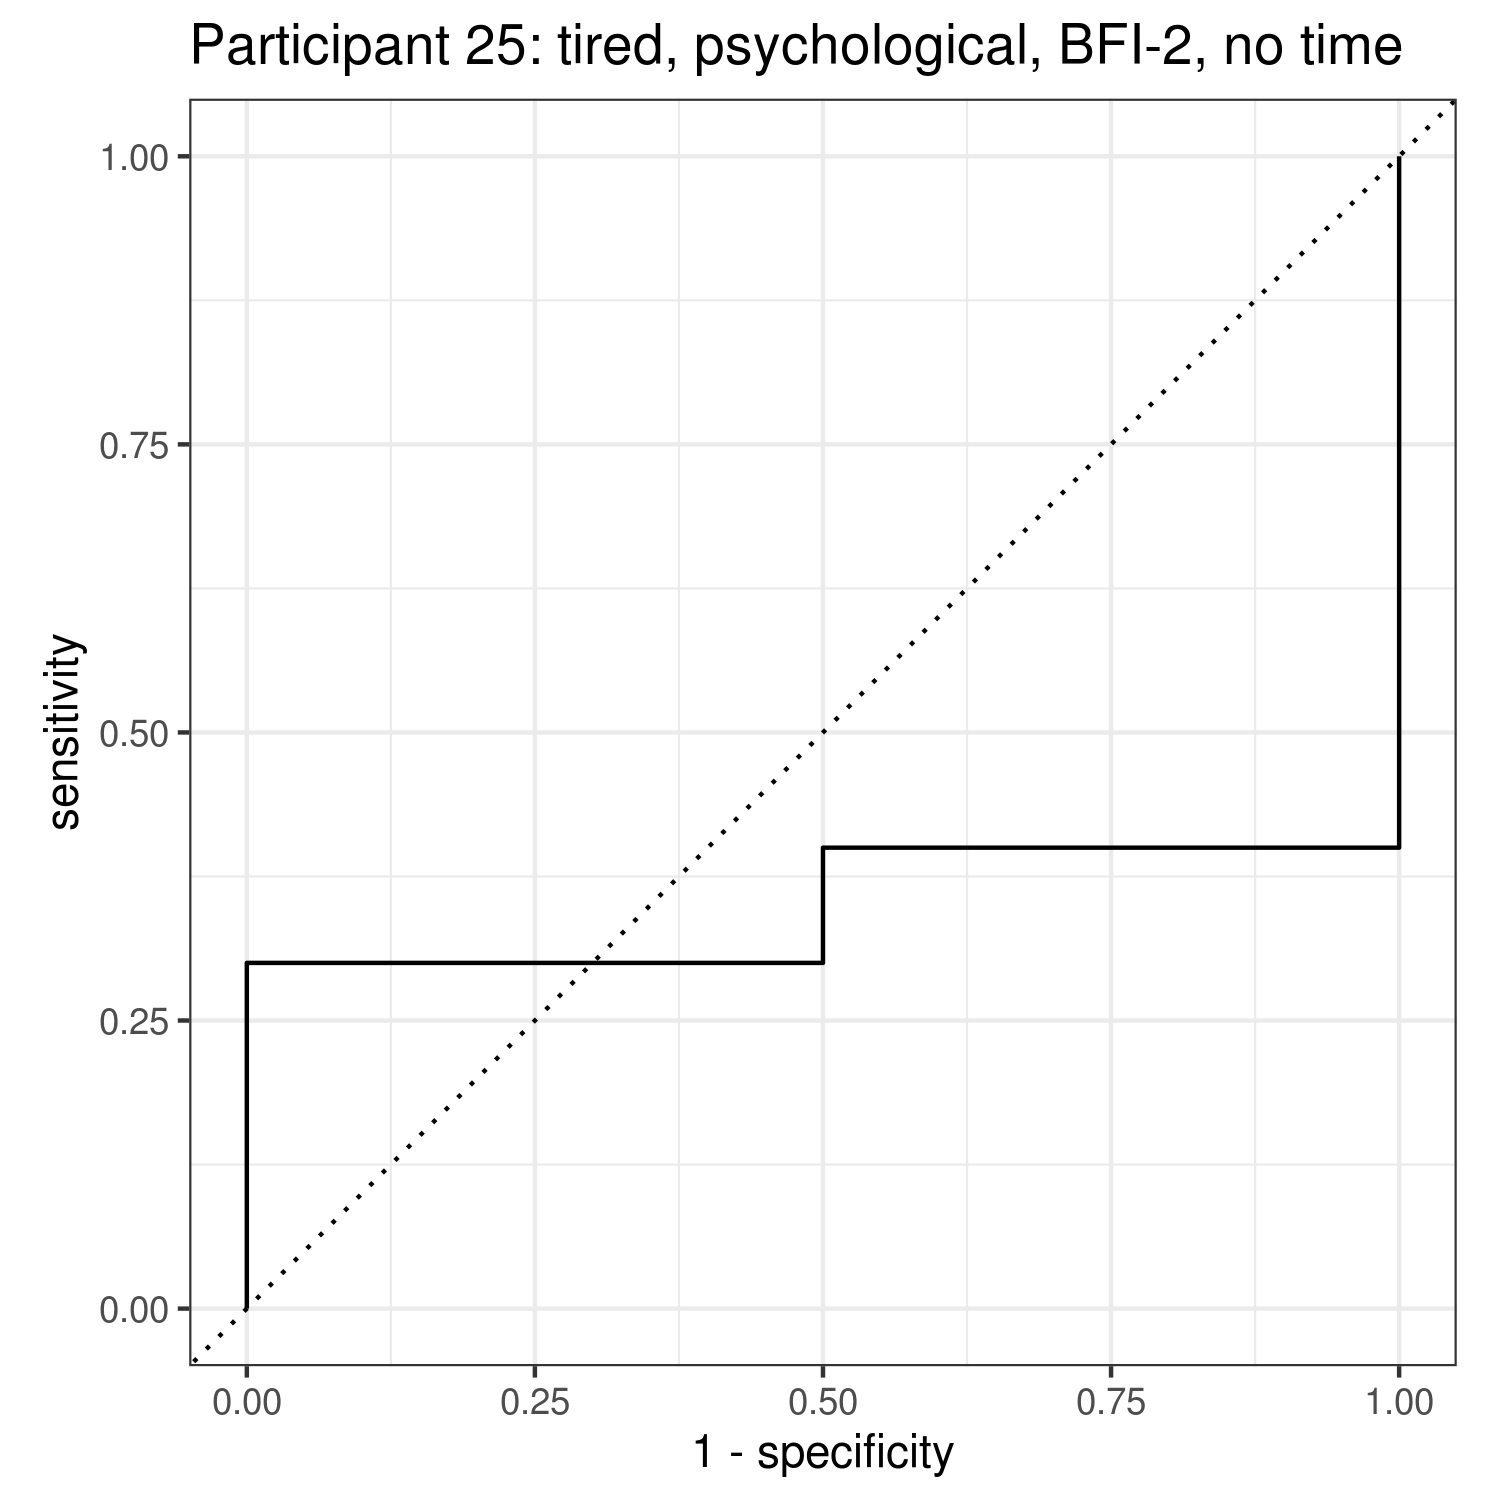 Participant 25: tired, psychological, BFI-2, no time
sensitivity
1.00
0.75
0.50
0.25
0.00
0.00 0.25 0.50 0.75 1.00
1 - specificity